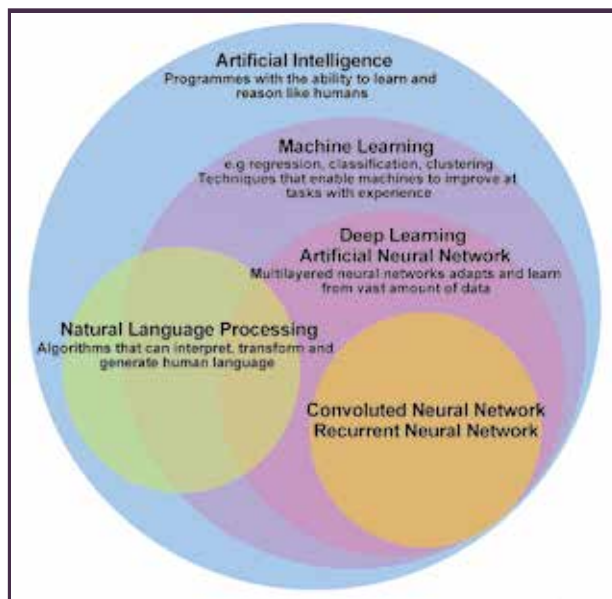 Artificial Intelligence
Programmes with the ability to learn and
reason like humans
Machine Learning
e.g regression, classification, clustering
Techniques that enable machines to improve at
tasks with experience
Deep Learning
Artificial Neural Network
Multilayered neural networks adapts and learn
from vast amount of data
Natural Language Processing
Algorithms that can interpret, transform and
generate human language
Convoluted Neural Network
Recurrent Neural Network